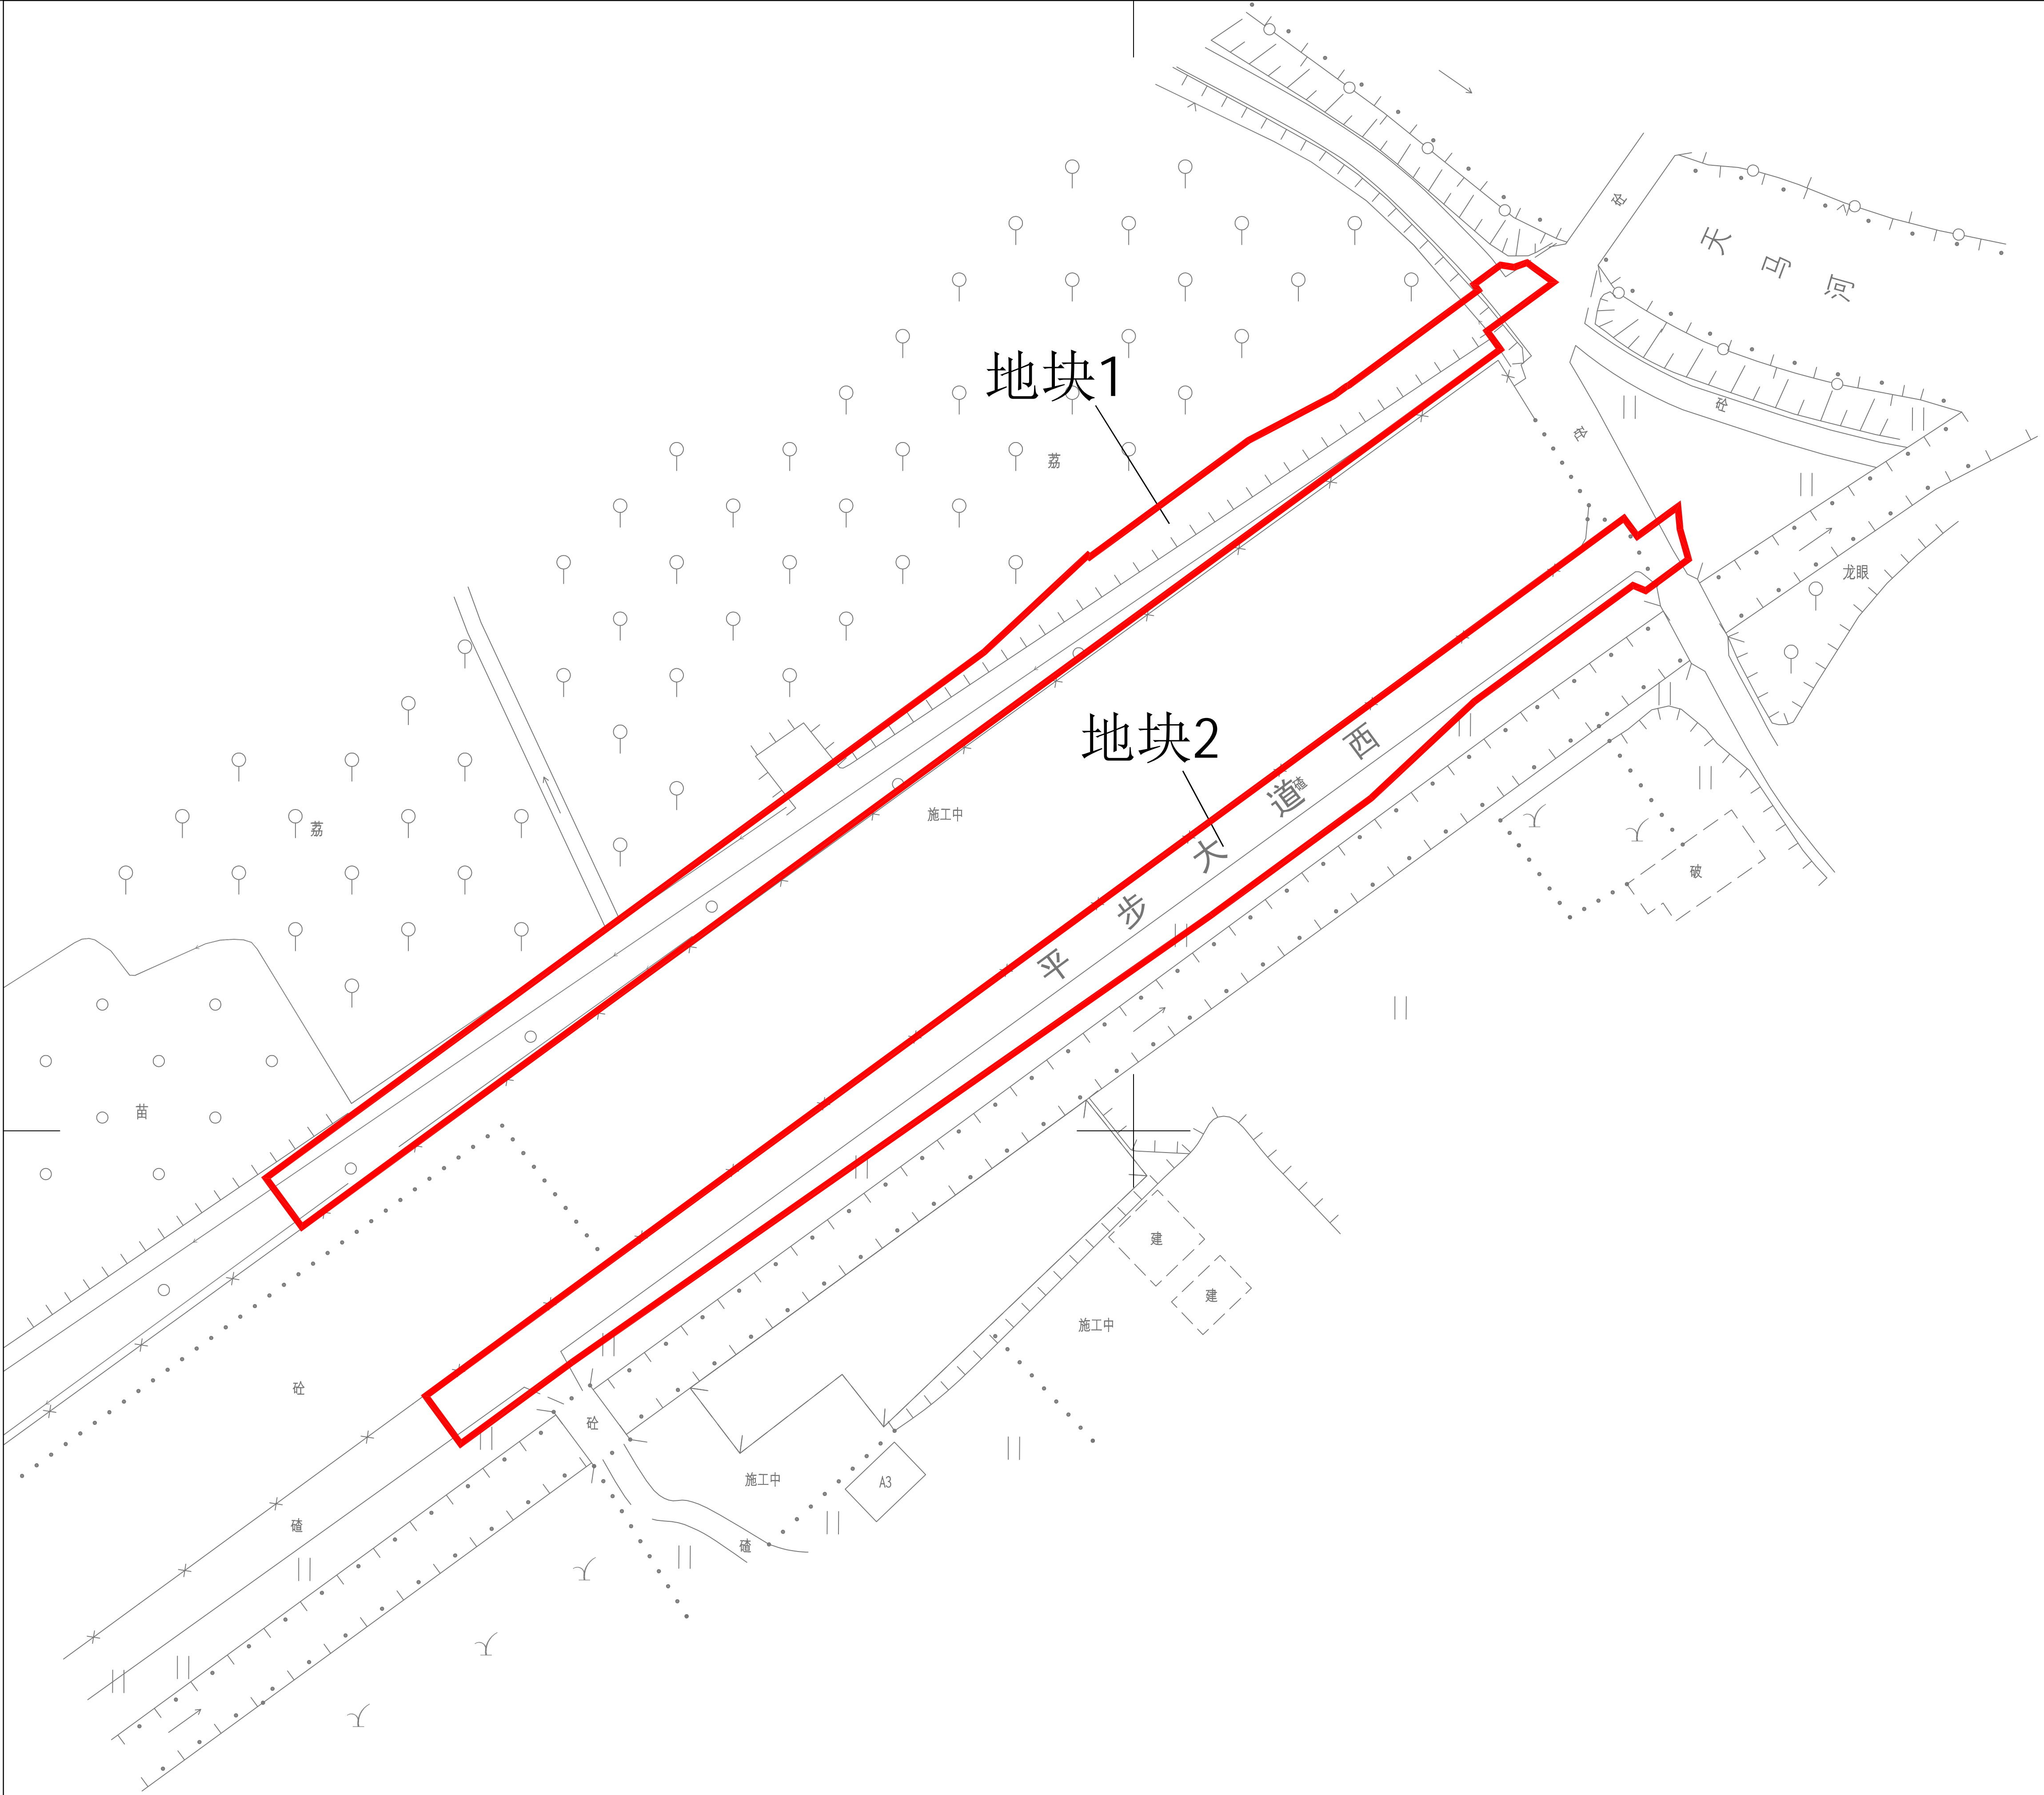 砼
天马河
地块1
砼
砼
荔
龙眼
地块2
平步大道西
碴
施工中
荔
破
苗
建
建
施工中
砼
砼
施工中
A3
碴
碴